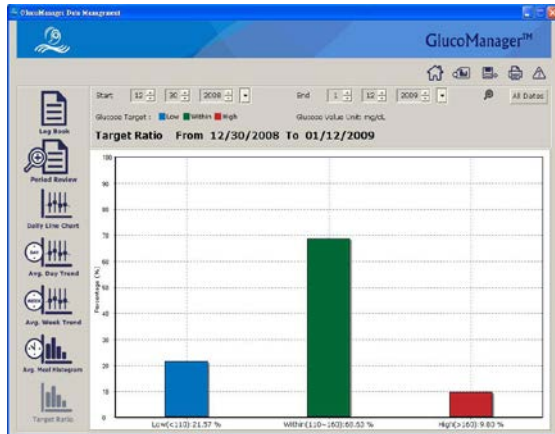 GlucoManager Data Management
GlucoManager™
Start 12 30 2008 End 1 12 2009 All Dates
Glucose Target : Low Within High Glucose Value Unit: mg/dL
Target Ratio From 12/30/2008 To 01/12/2009
Log Book
Period Review
Daily Line Chart
Avg. Day Trend
Avg. Week Trend
Avg. Meal Histogram
Target Ratio
Percentage (%)
100
90
80
70
60
50
40
30
20
10
0
Low(<110):21.57 % Within(110~160):68.63 % High(>160):9.80 %